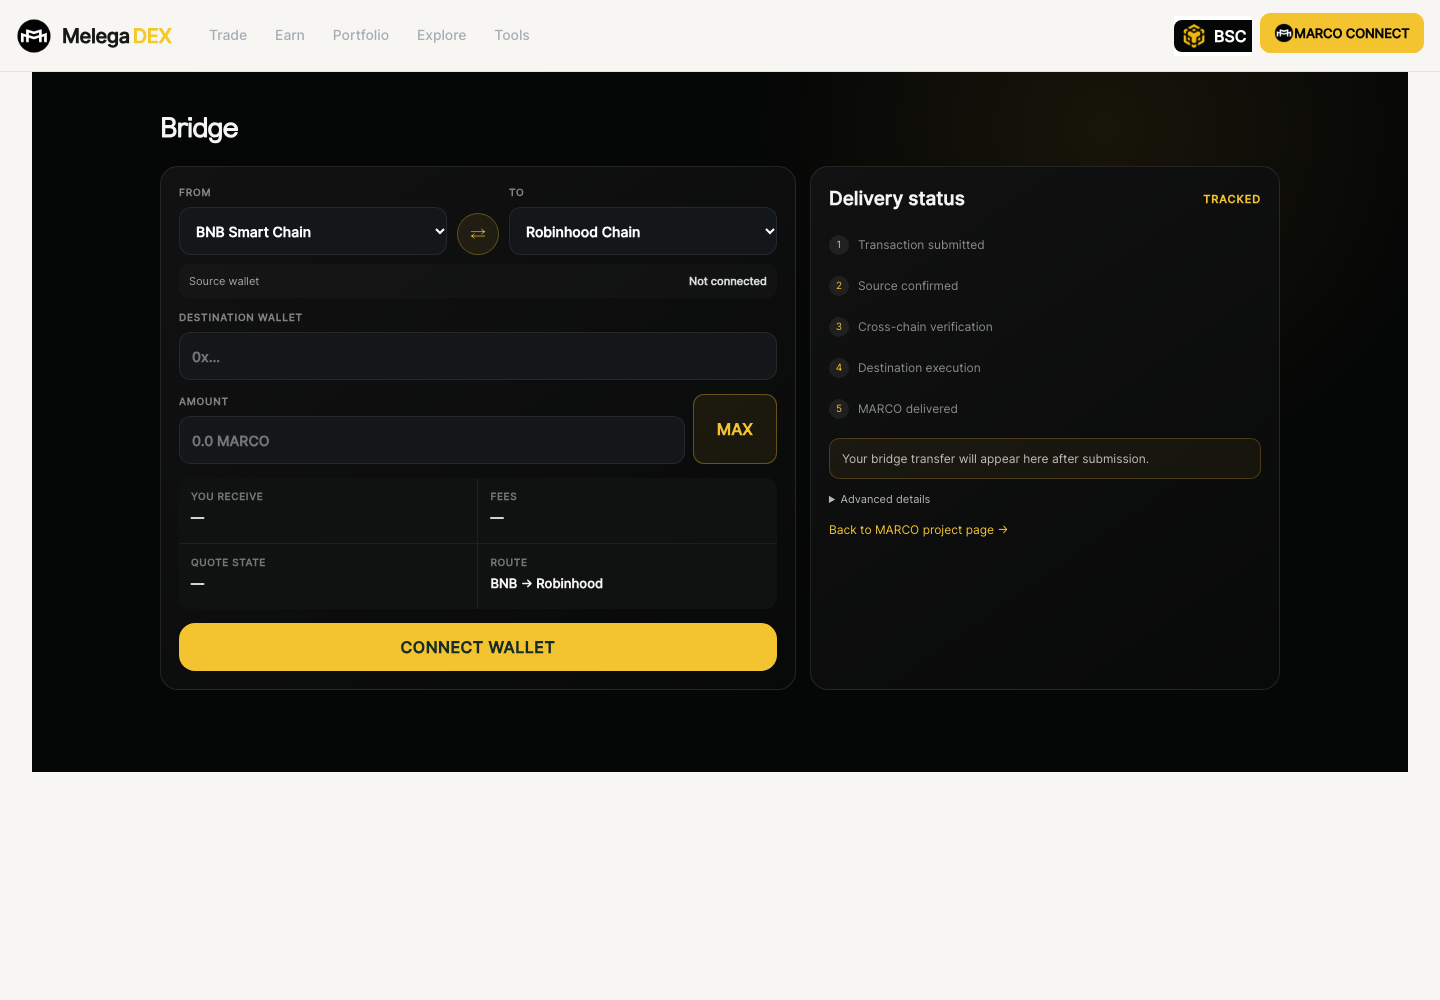 Melega DEX
Trade
Earn
Portfolio
Explore
Tools
BSC
MARCO CONNECT
Bridge
FROM
TO
BNB Smart Chain
⇄
Robinhood Chain
Source wallet
Not connected
DESTINATION WALLET
0x...
AMOUNT
0.0 MARCO
MAX
YOU RECEIVE
—
FEES
—
QUOTE STATE
—
ROUTE
BNB → Robinhood
CONNECT WALLET
Delivery status
TRACKED
1 Transaction submitted
2 Source confirmed
3 Cross-chain verification
4 Destination execution
5 MARCO delivered
Your bridge transfer will appear here after submission.
▶ Advanced details
Back to MARCO project page →